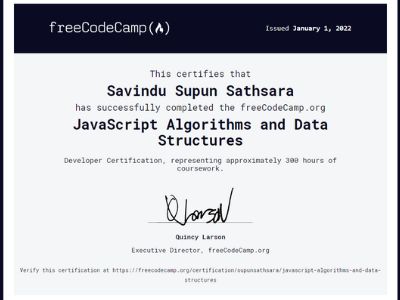 freeCodeCamp(🔥)
Issued January 1, 2022
This certifies that
Savindu Supun Sathsara
has successfully completed the freeCodeCamp.org
JavaScript Algorithms and Data
Structures
Developer Certification, representing approximately 300 hours of
coursework.
Quincy Larson
Executive Director, freeCodeCamp.org
Verify this certification at https://freecodecamp.org/certification/supunsathsara/javascript-algorithms-and-data-
structures